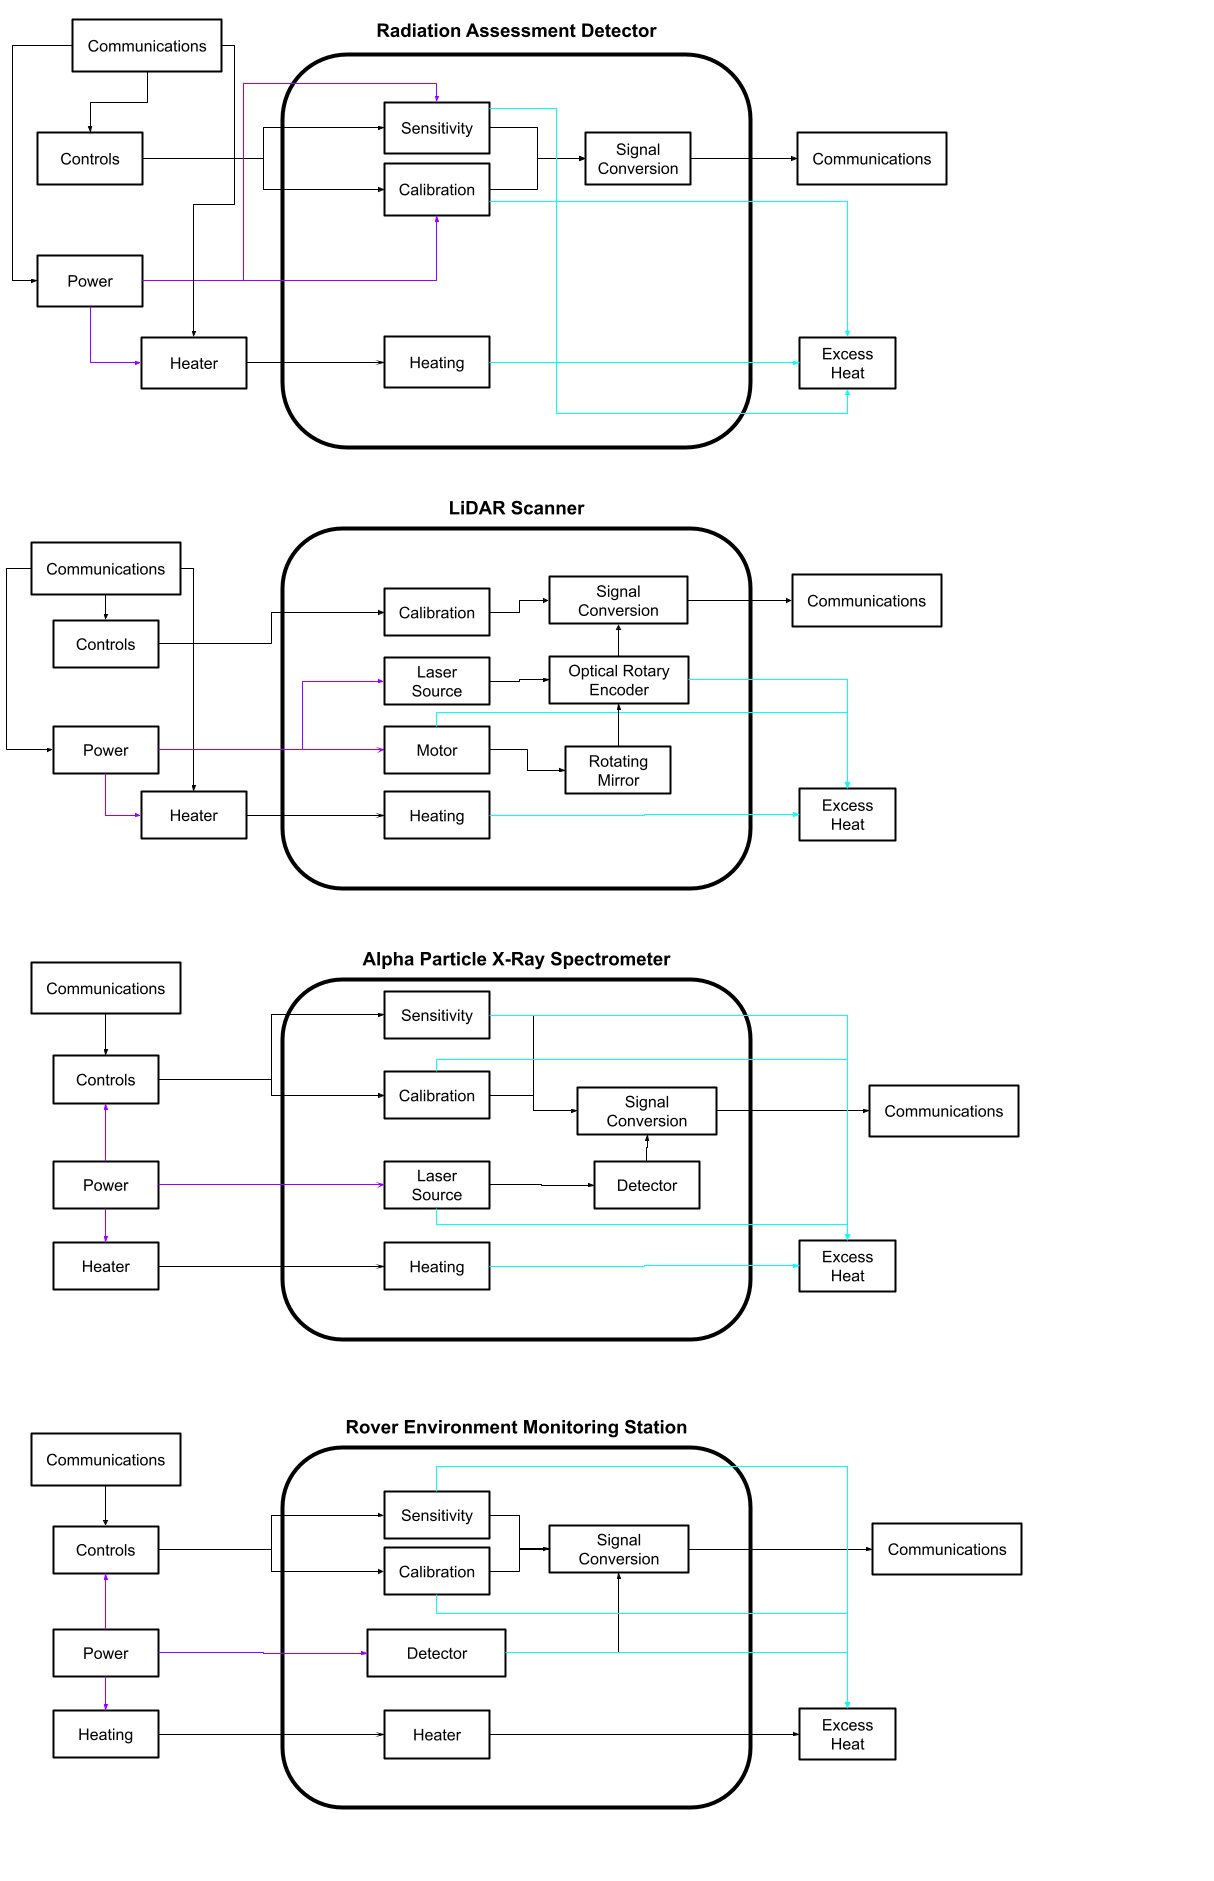 Radiation Assessment Detector
Communications
Sensitivity
Controls
Signal
Conversion
Communications
Calibration
Power
Heater
Heating
Excess
Heat
LiDAR Scanner
Communications
Calibration
Signal
Conversion
Communications
Controls
Laser
Source
Optical Rotary
Encoder
Power
Motor
Rotating
Mirror
Heater
Heating
Excess
Heat
Alpha Particle X-Ray Spectrometer
Communications
Sensitivity
Controls
Calibration
Signal
Conversion
Communications
Power
Laser
Source
Detector
Heater
Heating
Excess
Heat
Rover Environment Monitoring Station
Communications
Sensitivity
Controls
Signal
Conversion
Communications
Calibration
Power
Detector
Heating
Heater
Excess
Heat